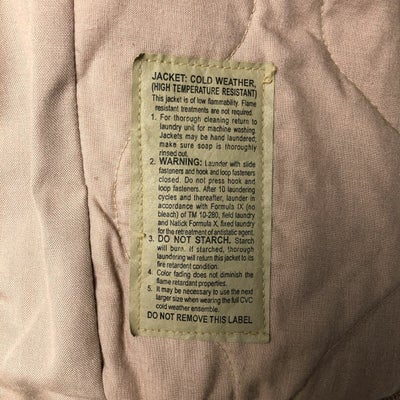 JACKET: COLD WEATHER,
(HIGH TEMPERATURE RESISTANT)
This jacket is of low flammability. Flame
resistant treatments are not required.
1. For thorough cleaning return to
laundry unit for machine washing.
Jackets may be hand laundered;
make sure soap is thoroughly
rinsed out.
2. WARNING: Launder with slide
fasteners and hook and loop fasteners
closed. Do not press hook and
loop fasteners. After 10 laundering
cycles and thereafter, launder in
accordance with Formula IX (no
bleach) of TM 10-280, field laundry
and Natick Formula X, fixed laundry
for the retreatment of antistatic agent.
3. DO NOT STARCH. Starch
will burn. if starched, thorough
laundering will return this jacket to its
fire retardent condition.
4. Color fading does not diminish the
flame retardant properties.
5. It may be necessary to use the next
larger size when wearing the full CVC
cold weather ensemble.
DO NOT REMOVE THIS LABEL